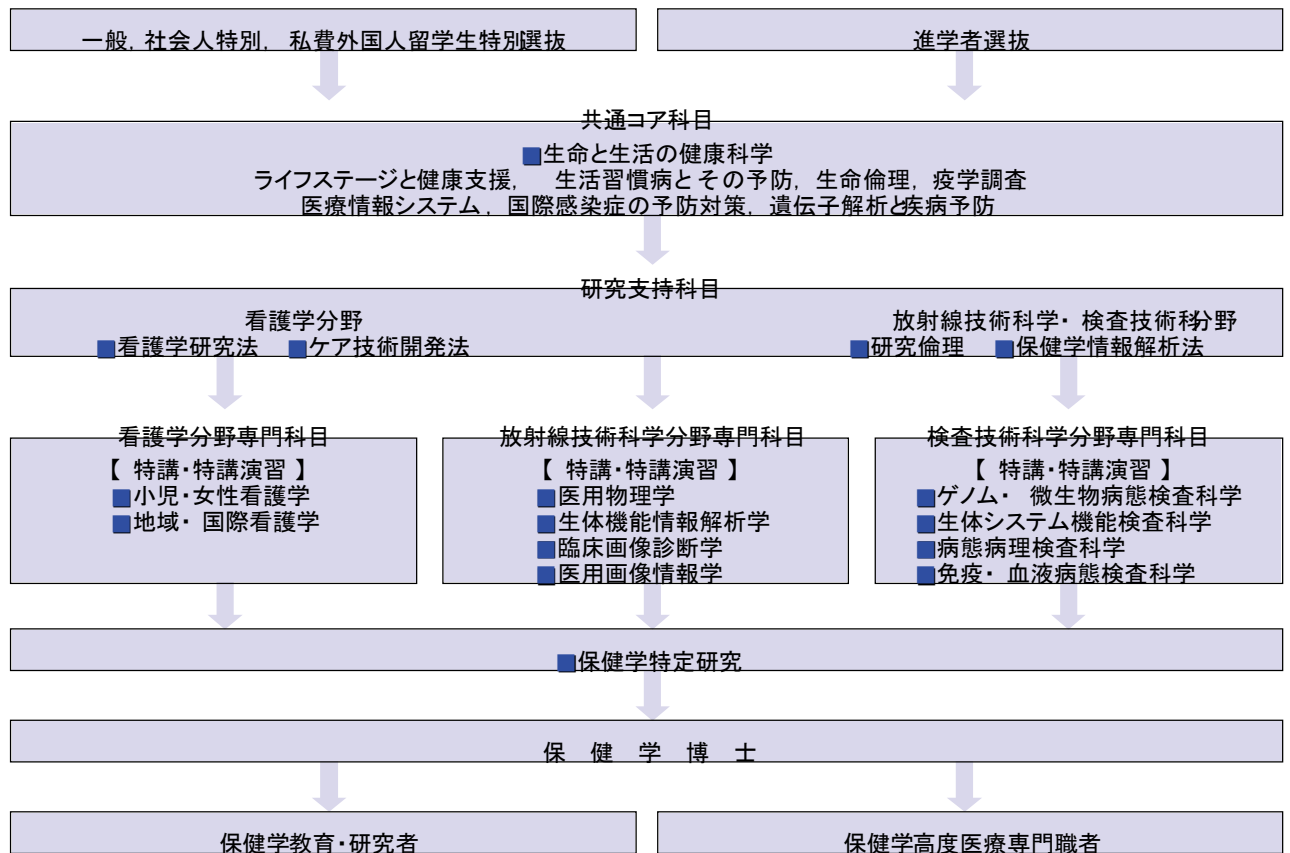 一般, 社会人特別, 私費外国人留学生特別選抜
進学者選抜
共通コア科目
■生命と生活の健康科学
ライフステージと健康支援, 生活習慣病とその予防, 生命倫理, 疫学調査
医療情報システム, 国際感染症の予防対策, 遺伝子解析と疾病予防
研究支持科目
看護学分野
■看護学研究法 ■ケア技術開発法
放射線技術科学・検査技術科分野
■研究倫理 ■保健学情報解析法
看護学分野専門科目
【 特講・特講演習 】
■小児・女性看護学
■地域・国際看護学
放射線技術科学分野専門科目
【 特講・特講演習 】
■医用物理学
■生体機能情報解析学
■臨床画像診断学
■医用画像情報学
検査技術科学分野専門科目
【 特講・特講演習 】
■ゲノム・ 微生物病態検査科学
■生体システム機能検査科学
■病態病理検査科学
■免疫・ 血液病態検査科学
■保健学特定研究
保 健 学 博 士
保健学教育・研究者
保健学高度医療専門職者